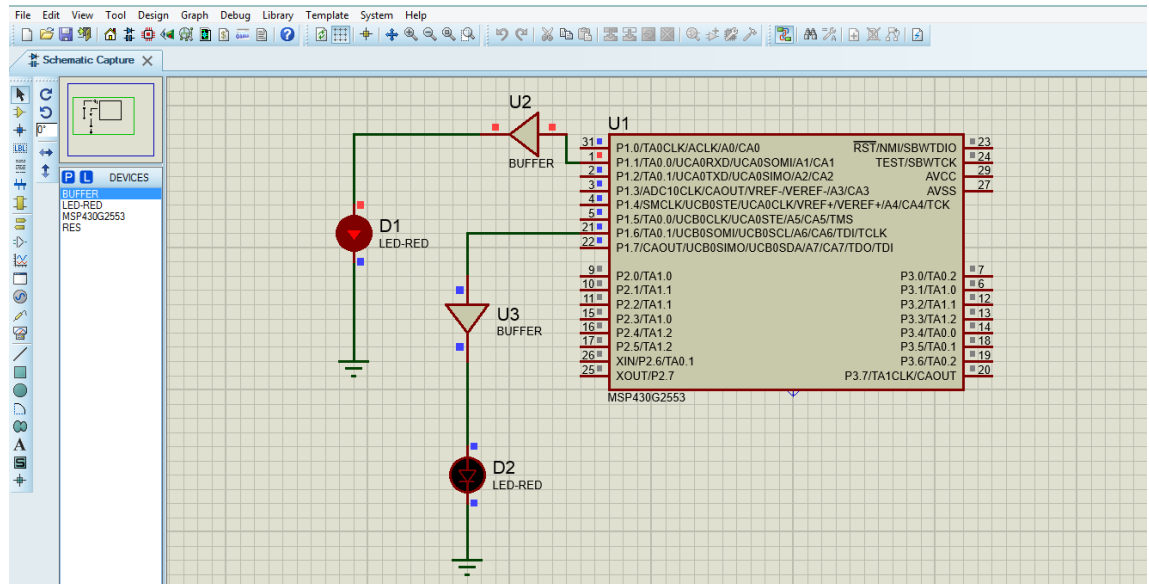 File Edit View Tool Design Graph Debug Library Template System Help
Schematic Capture
0°
P L DEVICES
BUFFER
LED-RED
MSP430G2553
RES
LBL
A
S
U2
BUFFER
D1
LED-RED
U3
BUFFER
D2
LED-RED
U1
31 P1.0/TA0CLK/ACLK/A0/CA0
1 P1.1/TA0.0/UCA0RXD/UCA0SOMI/A1/CA1
2 P1.2/TA0.1/UCA0TXD/UCA0SIMO/A2/CA2
3 P1.3/ADC10CLK/CAOUT/VREF-/VEREF-/A3/CA3
4 P1.4/SMCLK/UCB0STE/UCA0CLK/VREF+/VEREF+/A4/CA4/TCK
5 P1.5/TA0.0/UCB0CLK/UCA0STE/A5/CA5/TMS
21 P1.6/TA0.1/UCB0SOMI/UCB0SCL/A6/CA6/TDI/TCLK
22 P1.7/CAOUT/UCB0SIMO/UCB0SDA/A7/CA7/TDO/TDI
9 P2.0/TA1.0
10 P2.1/TA1.1
11 P2.2/TA1.1
15 P2.3/TA1.0
16 P2.4/TA1.2
17 P2.5/TA1.2
26 XIN/P2.6/TA0.1
25 XOUT/P2.7
RST/NMI/SBWTDIO 23
TEST/SBWTCK 24
AVCC 29
AVSS 27
P3.0/TA0.2 7
P3.1/TA1.0 6
P3.2/TA1.1 12
P3.3/TA1.2 13
P3.4/TA0.0 14
P3.5/TA0.1 18
P3.6/TA0.2 19
P3.7/TA1CLK/CAOUT 20
MSP430G2553